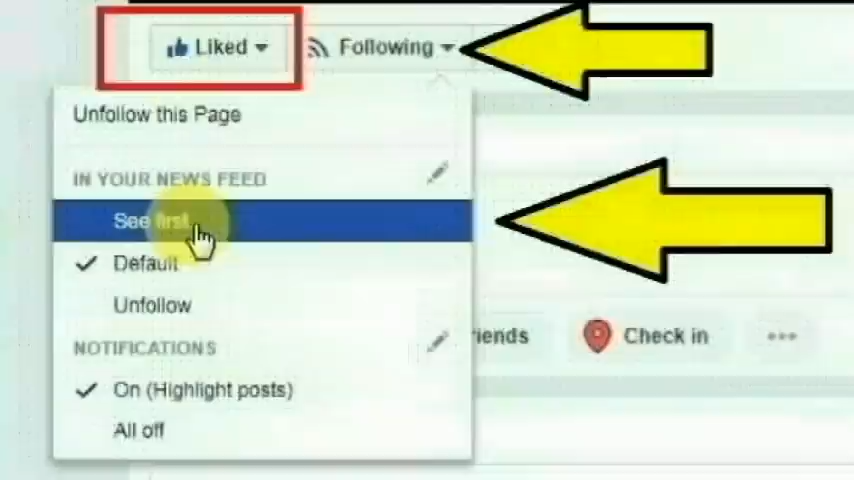 Liked Following
Unfollow this Page
IN YOUR NEWS FEED
See first
Default
Unfollow
riends Check in
NOTIFICATIONS
On (Highlight posts)
All off